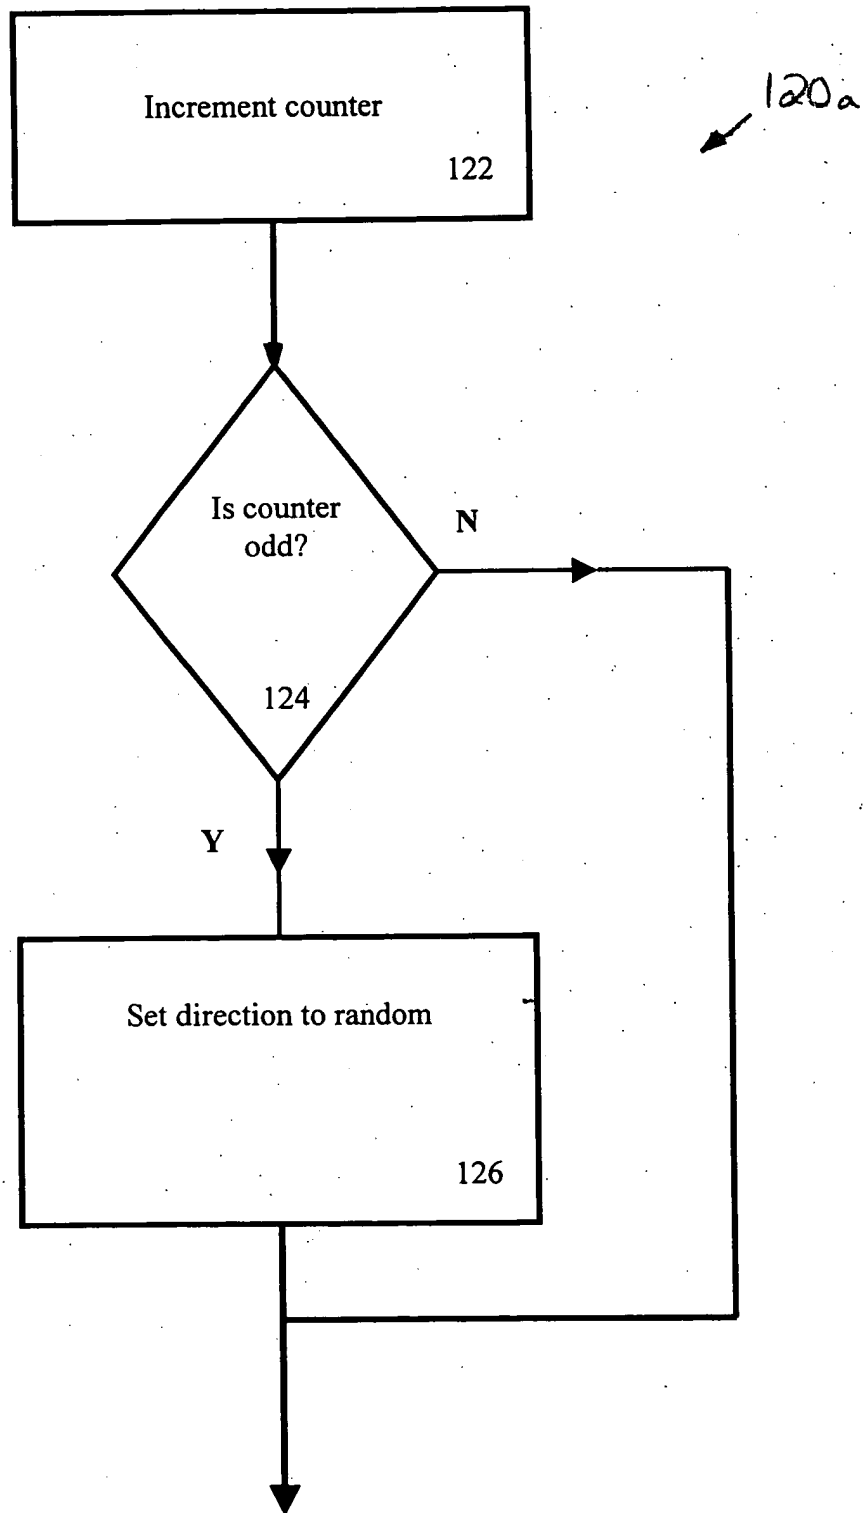 Increment counter
122
120a
Is counter
odd?
N
124
Y
Set direction to random
126